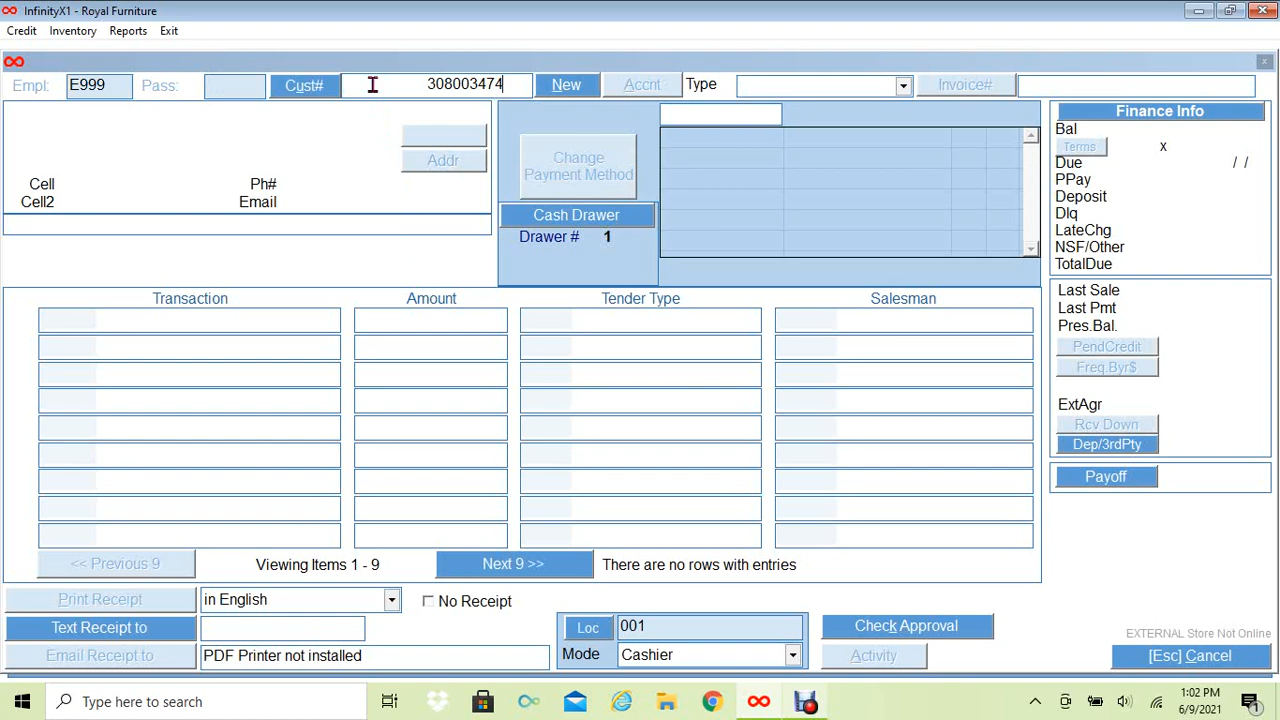 InfinityX1 - Royal Furniture
Credit Inventory Reports Exit
Empl: E999 Pass: Cust# 308003474 New Accnt Type Invoice#
Finance Info
Bal
Terms x
Due / /
PPay
Deposit
Dlq
LateChg
NSF/Other
TotalDue
Addr
Cell Ph#
Cell2 Email
Change
Payment Method
Cash Drawer
Drawer # 1
Last Sale
Last Pmt
Pres.Bal.
PendCredit
Freq.Byr$
ExtAgr
Rcv Down
Dep/3rdPty
Payoff
Transaction Amount Tender Type Salesman
<< Previous 9 Viewing Items 1 - 9 Next 9 >> There are no rows with entries
Print Receipt in English No Receipt
Text Receipt to
Email Receipt to PDF Printer not installed
Loc 001
Mode Cashier
Check Approval
Activity
EXTERNAL Store Not Online
[Esc] Cancel
Type here to search
1:02 PM
6/9/2021
1